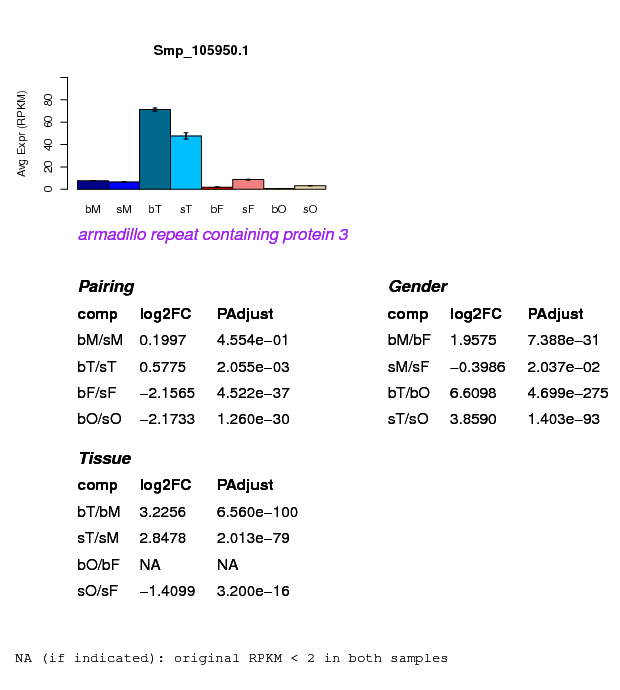 Smp_105950.1
Avg Expr (RPKM)
0 20 40 60 80
bM sM bT sT bF sF bO sO
armadillo repeat containing protein 3
Pairing
comp log2FC PAdjust
bM/sM 0.1997 4.554e−01
bT/sT 0.5775 2.055e−03
bF/sF −2.1565 4.522e−37
bO/sO −2.1733 1.260e−30
Gender
comp log2FC PAdjust
bM/bF 1.9575 7.388e−31
sM/sF −0.3986 2.037e−02
bT/bO 6.6098 4.699e−275
sT/sO 3.8590 1.403e−93
Tissue
comp log2FC PAdjust
bT/bM 3.2256 6.560e−100
sT/sM 2.8478 2.013e−79
bO/bF NA NA
sO/sF −1.4099 3.200e−16
NA (if indicated): original RPKM < 2 in both samples